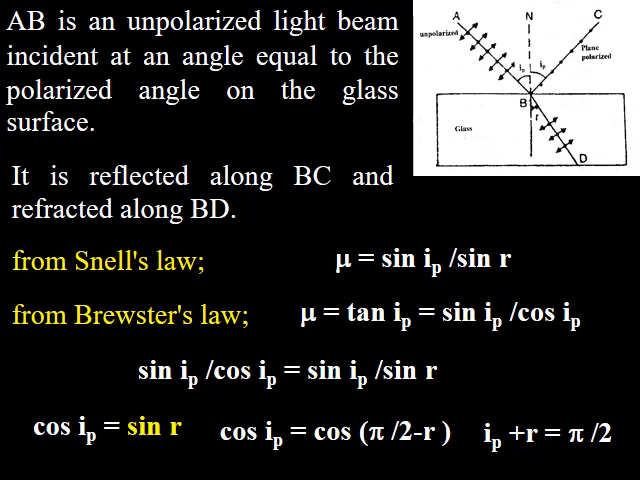 AB is an unpolarized light beam
incident at an angle equal to the
polarized angle on the glass
surface.
A
N
C
unpolarized
Plane
polarized
iₚ
iₚ
B
r
Glass
D
It is reflected along BC and
refracted along BD.
from Snell's law;
μ = sin iₚ /sin r
from Brewster's law;
μ = tan iₚ = sin iₚ /cos iₚ
sin iₚ /cos iₚ = sin iₚ /sin r
cos iₚ = sin r
cos iₚ = cos (π /2-r )
iₚ +r = π /2